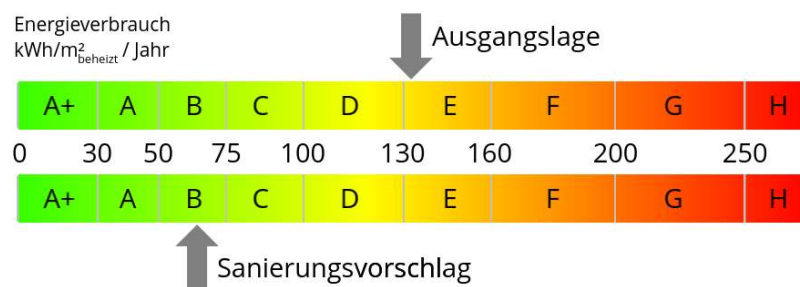 Energieverbrauch
kWh/m²beheizt / Jahr
Ausgangslage
A+ A B C D E F G H
0 30 50 75 100 130 160 200 250
A+ A B C D E F G H
Sanierungsvorschlag